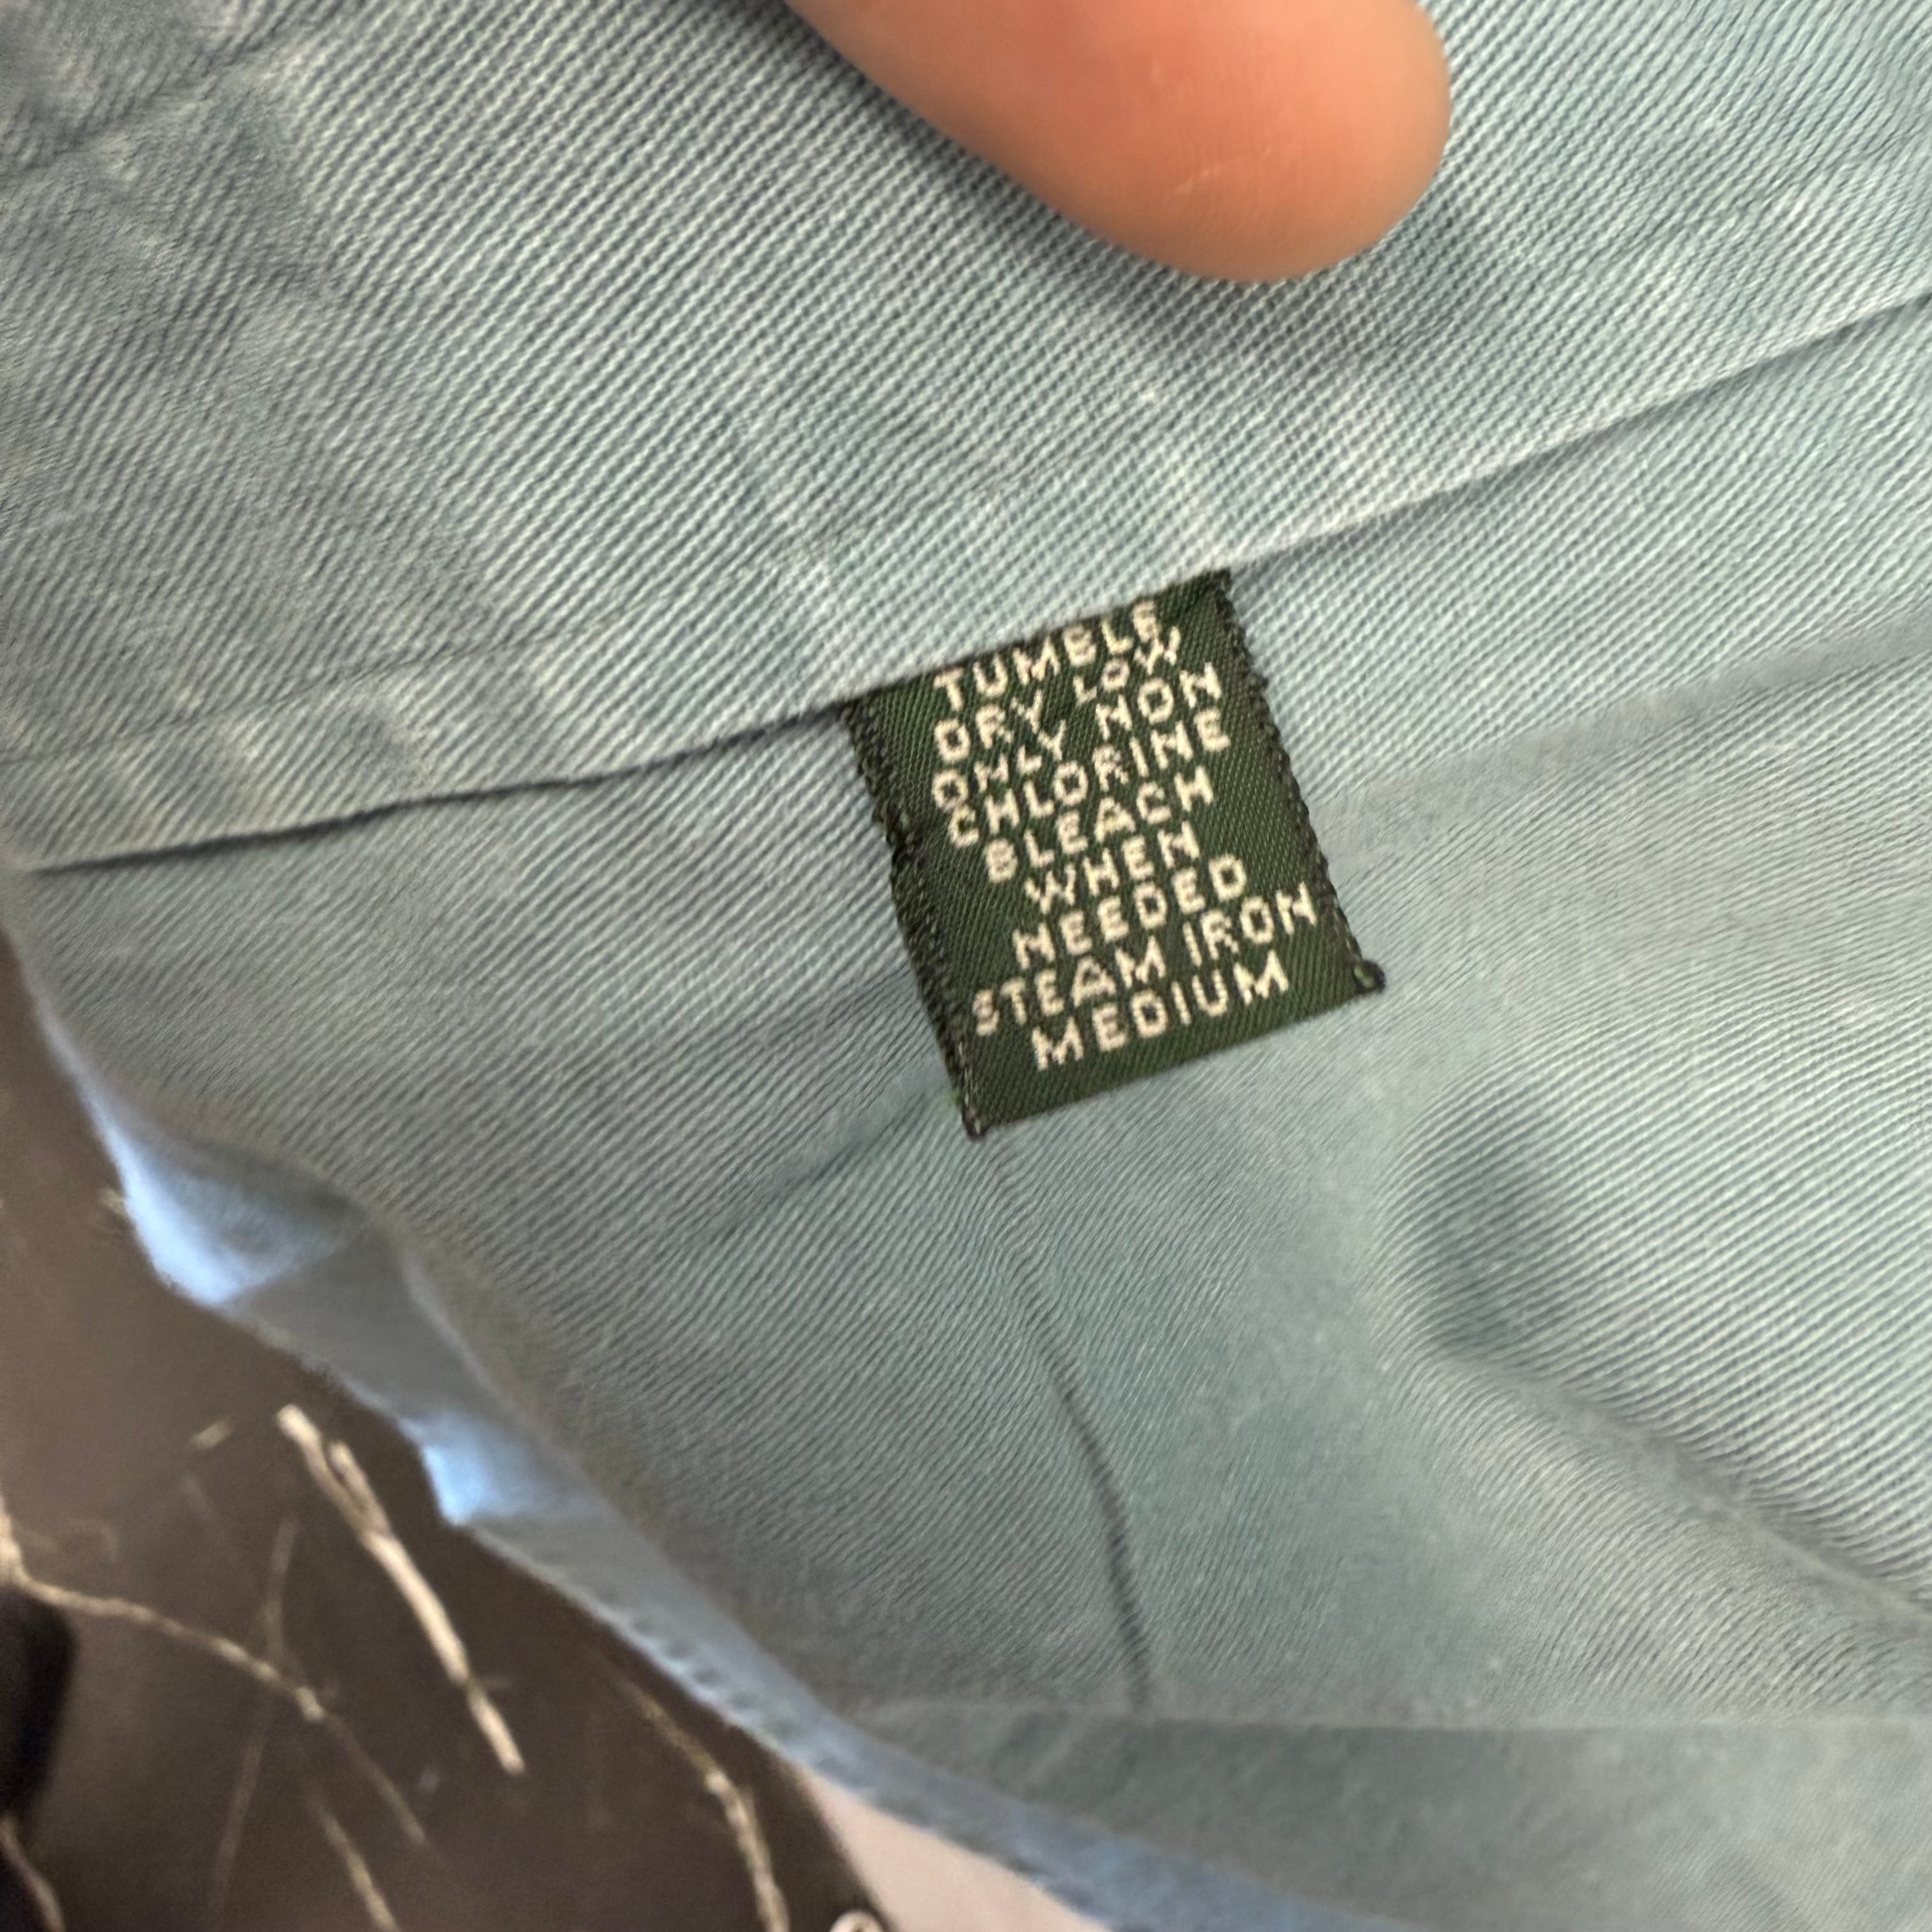 TUMBLE
DRY LOW
ONLY NON
CHLORINE
BLEACH
WHEN
NEEDED
STEAM IRON
MEDIUM